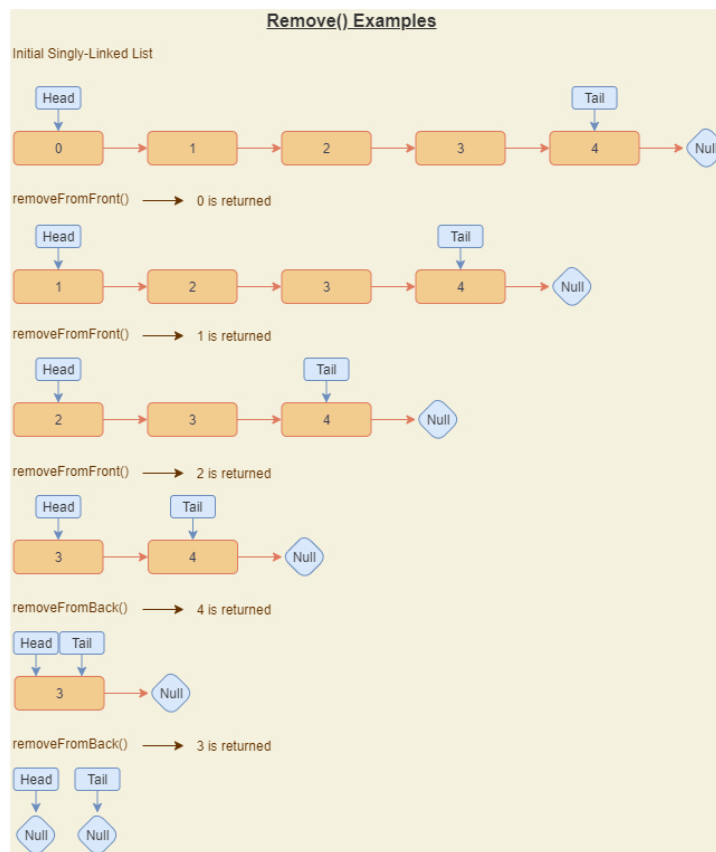 Remove() Examples
Initial Singly-Linked List
Head Tail
0 1 2 3 4 Null
removeFromFront() 0 is returned
Head Tail
1 2 3 4 Null
removeFromFront() 1 is returned
Head Tail
2 3 4 Null
removeFromFront() 2 is returned
Head Tail
3 4 Null
removeFromBack() 4 is returned
Head Tail
3 Null
removeFromBack() 3 is returned
Head Tail
Null Null